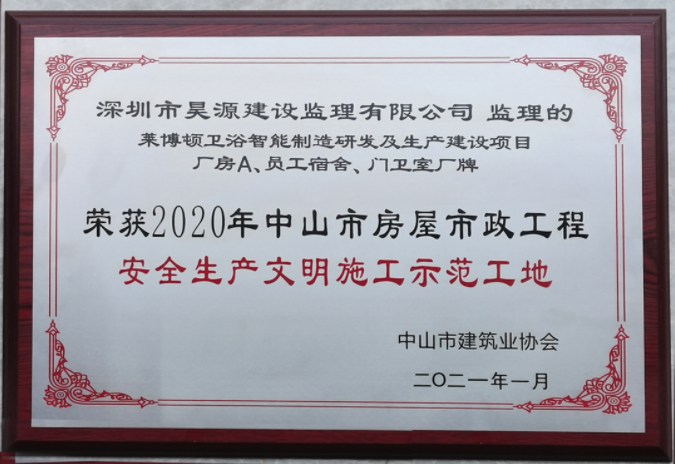 深圳市昊源建设监理有限公司 监理的
莱博顿卫浴智能制造研发及生产建设项目
厂房A、员工宿舍、门卫室厂牌
荣获2020年中山市房屋市政工程
安全生产文明施工示范工地
中山市建筑业协会
二〇二一年一月